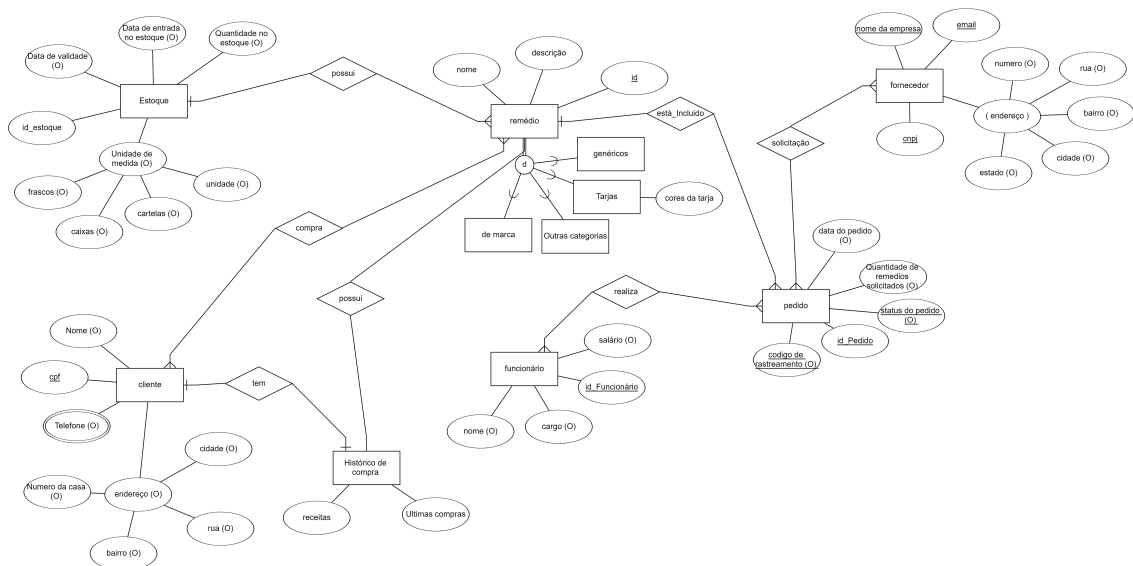 Data de entrada
no estoque (O)
Quantidade no
estoque (O)
Data de validade
(O)
Estoque
id_estoque
Unidade de
medida (O)
frascos (O)
caixas (O)
cartelas (O)
unidade (O)
possui
nome
descrição
id
remédio
está_Incluido
d
genéricos
Tarjas
cores da tarja
de marca
Outras categorias
nome da empresa
email
fornecedor
cnpj
numero (O)
rua (O)
( endereço )
bairro (O)
cidade (O)
estado (O)
solicitação
compra
possui
realiza
data do pedido
(O)
Quantidade de
remedios
solicitados (O)
pedido
status do pedido
(O)
id_Pedido
codigo de
rastreamento (O)
salário (O)
funcionário
id_Funcionário
nome (O)
cargo (O)
Nome (O)
cpf
cliente
Telefone (O)
tem
cidade (O)
Numero da casa
(O)
endereço (O)
rua (O)
bairro (O)
Histórico de
compra
receitas
Ultimas compras